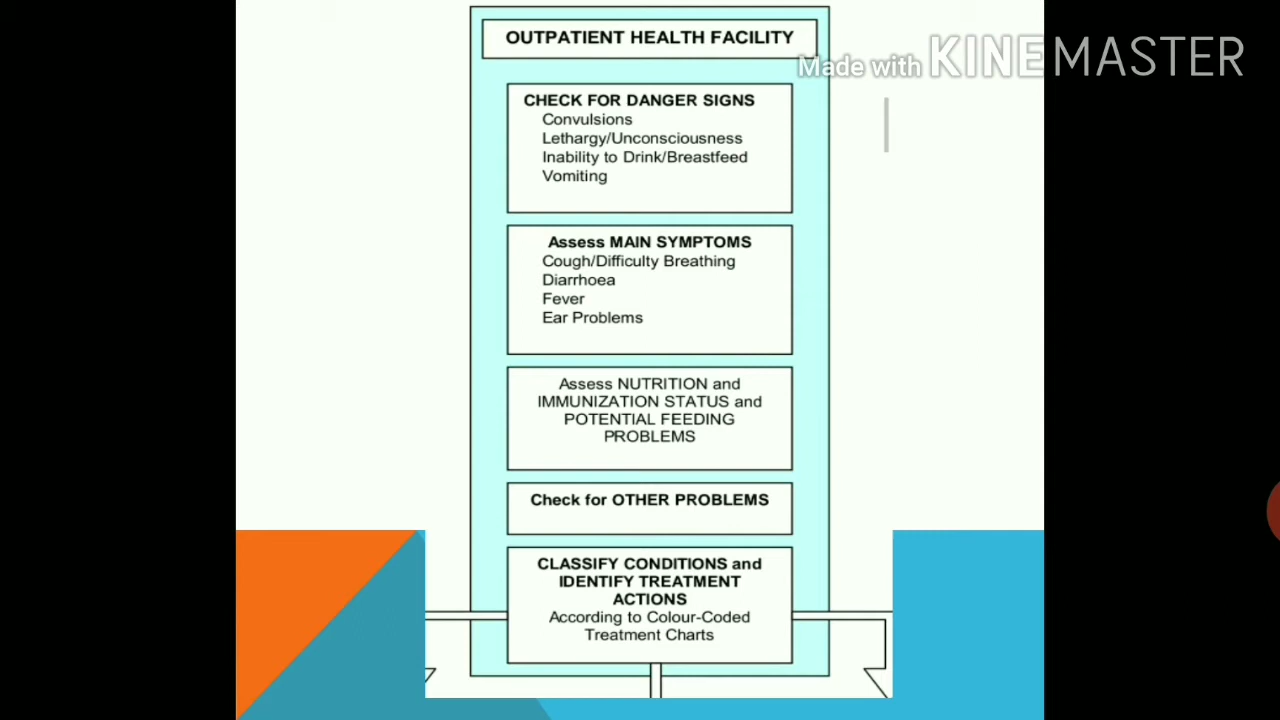 OUTPATIENT HEALTH FACILITY
Made with KINEMASTER
CHECK FOR DANGER SIGNS
Convulsions
Lethargy/Unconsciousness
Inability to Drink/Breastfeed
Vomiting
Assess MAIN SYMPTOMS
Cough/Difficulty Breathing
Diarrhoea
Fever
Ear Problems
Assess NUTRITION and
IMMUNIZATION STATUS and
POTENTIAL FEEDING
PROBLEMS
Check for OTHER PROBLEMS
CLASSIFY CONDITIONS and
IDENTIFY TREATMENT
ACTIONS
According to Colour-Coded
Treatment Charts